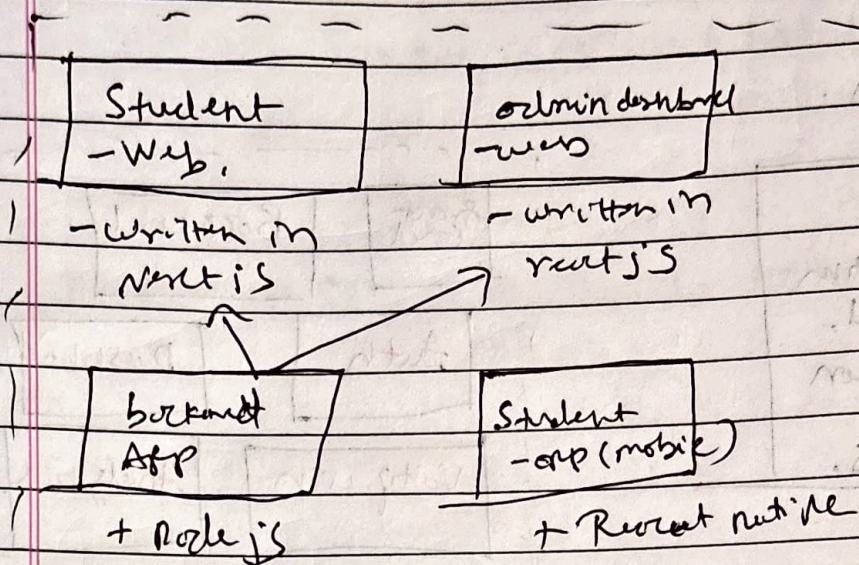 Student
- Web.
admin dashboard
- web
- written in
Next js
- written in
react js
backend
App
+ Node js
Student
- app (mobile)
+ React native